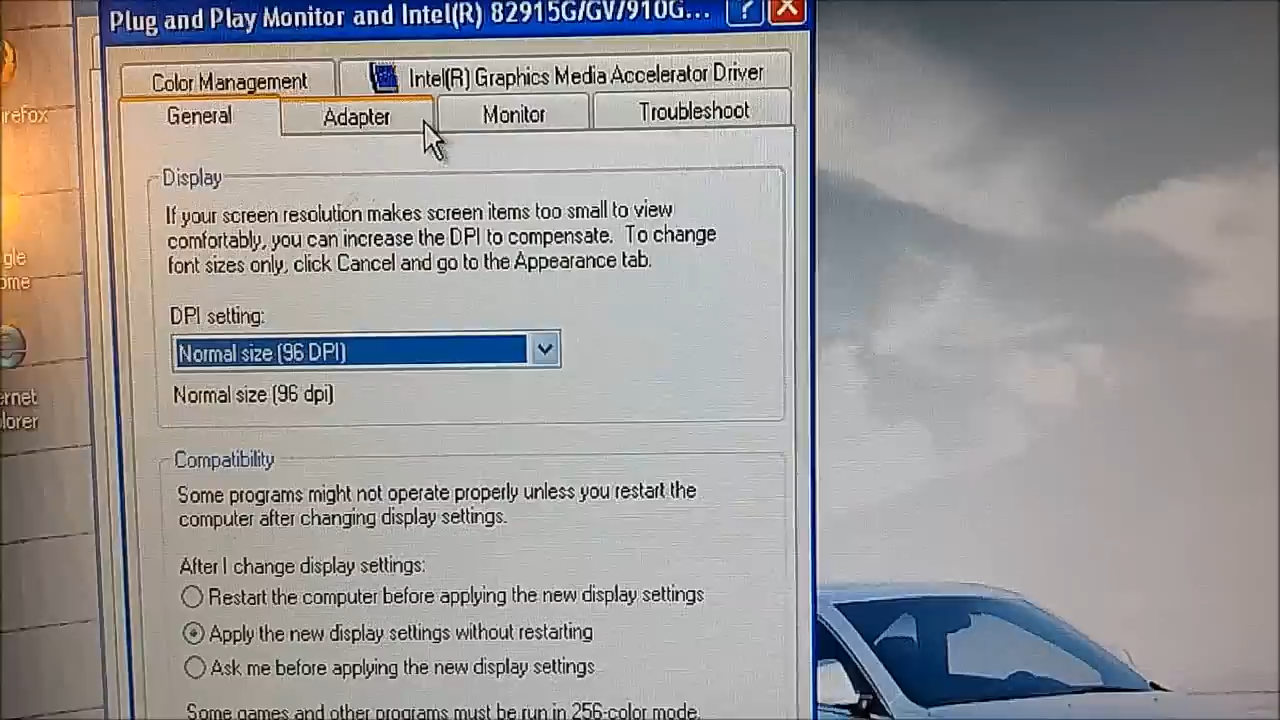 Plug and Play Monitor and Intel(R) 82915G/GV/910G...
?
Color Management
Intel(R) Graphics Media Accelerator Driver
General
Adapter
Monitor
Troubleshoot
irefox
gle
ome
ernet
lorer
Display
If your screen resolution makes screen items too small to view
comfortably, you can increase the DPI to compensate. To change
font sizes only, click Cancel and go to the Appearance tab.
DPI setting:
Normal size (96 DPI)
Normal size (96 dpi)
Compatibility
Some programs might not operate properly unless you restart the
computer after changing display settings.
After I change display settings:
Restart the computer before applying the new display settings
Apply the new display settings without restarting
Ask me before applying the new display settings
Some games and other programs must be run in 256-color mode.